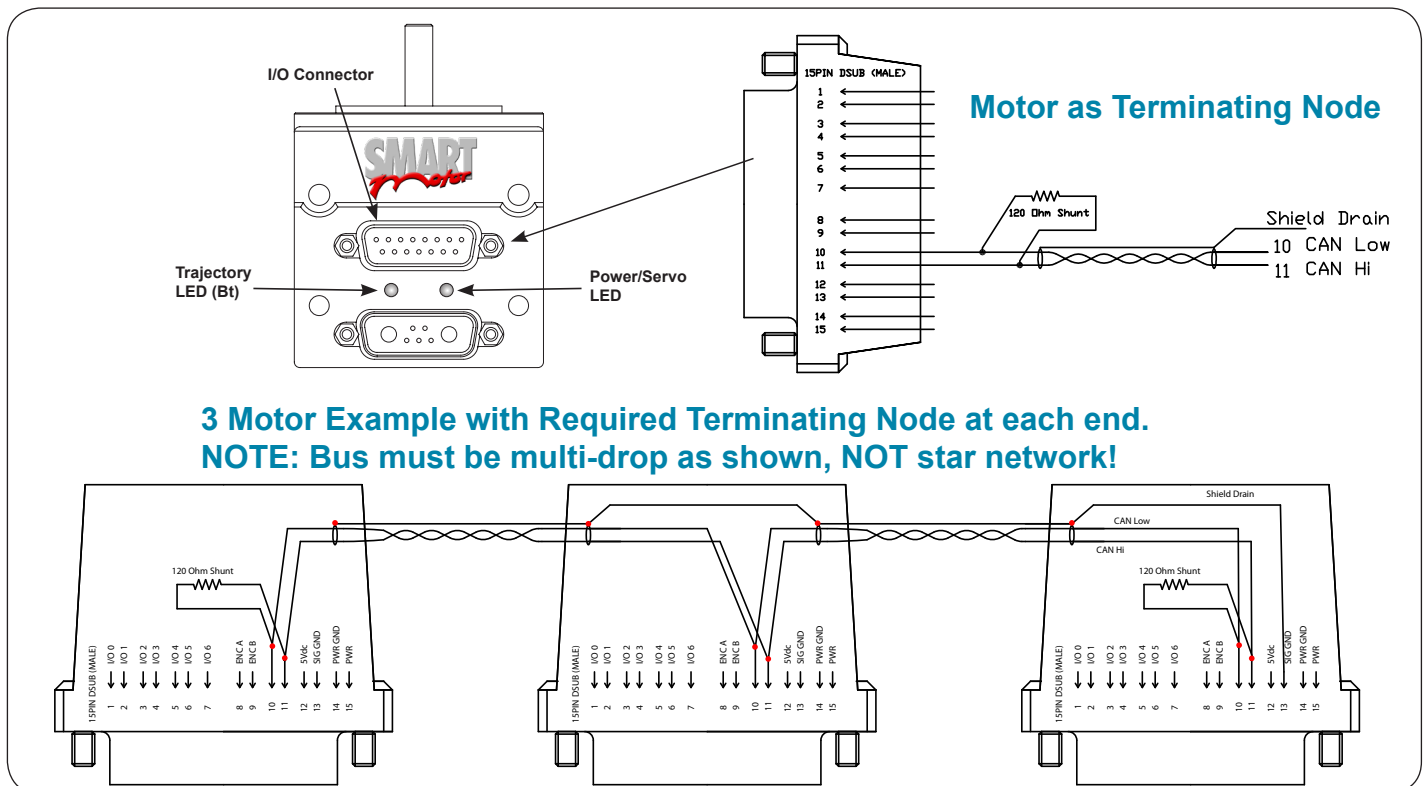 I/O Connector
SMART
motor
Trajectory
LED (Bt)
Power/Servo
LED
15PIN DSUB (MALE)
1
2
3
4
5
6
7
8
9
10
11
12
13
14
15
Motor as Terminating Node
120 Ohm Shunt
Shield Drain
10 CAN Low
11 CAN Hi
3 Motor Example with Required Terminating Node at each end.
NOTE: Bus must be multi-drop as shown, NOT star network!
120 Ohm Shunt
15PIN DSUB (MALE)
1 I/O 0
2 I/O 1
3 I/O 2
4 I/O 3
5 I/O 4
6 I/O 5
7 I/O 6
8 ENC A
9 ENC B
10
11
12 5Vdc
13 SIG GND
14 PWR GND
15 PWR
15PIN DSUB (MALE)
1 I/O 0
2 I/O 1
3 I/O 2
4 I/O 3
5 I/O 4
6 I/O 5
7 I/O 6
8 ENC A
9 ENC B
10
11
12 5Vdc
13 SIG GND
14 PWR GND
15 PWR
Shield Drain
CAN Low
CAN Hi
120 Ohm Shunt
15PIN DSUB (MALE)
1 I/O 0
2 I/O 1
3 I/O 2
4 I/O 3
5 I/O 4
6 I/O 5
7 I/O 6
8 ENC A
9 ENC B
10
11
12 5Vdc
13 SIG GND
14 PWR GND
15 PWR